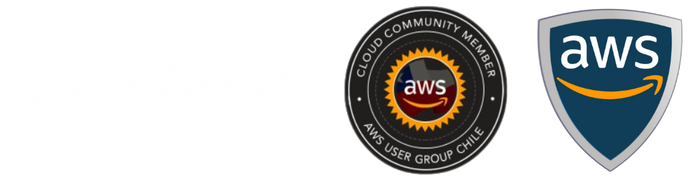 CLOUD COMMUNITY MEMBER
aws
AWS USER GROUP CHILE
aws